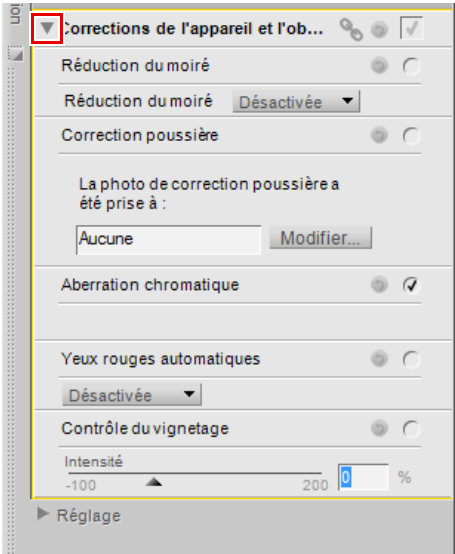 tion
Corrections de l'appareil et l'ob...
Réduction du moiré
Réduction du moiré Désactivée
Correction poussière
La photo de correction poussière a
été prise à :
Aucune Modifier...
Aberration chromatique
Yeux rouges automatiques
Désactivée
Contrôle du vignetage
Intensité
-100 200 0 %
Réglage